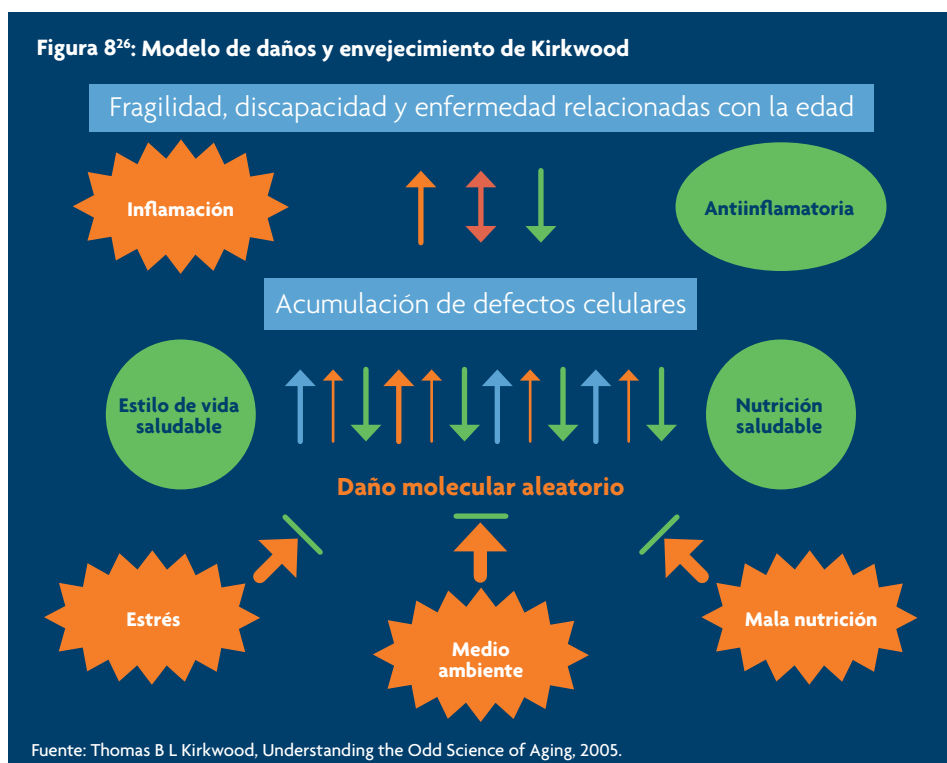 Figura 8²⁶: Modelo de daños y envejecimiento de Kirkwood
Fragilidad, discapacidad y enfermedad relacionadas con la edad
Inflamación
Antiinflamatoria
Acumulación de defectos celulares
Estilo de vida
saludable
Nutrición
saludable
Daño molecular aleatorio
Estrés
Medio
ambiente
Mala nutrición
Fuente: Thomas B L Kirkwood, Understanding the Odd Science of Aging, 2005.